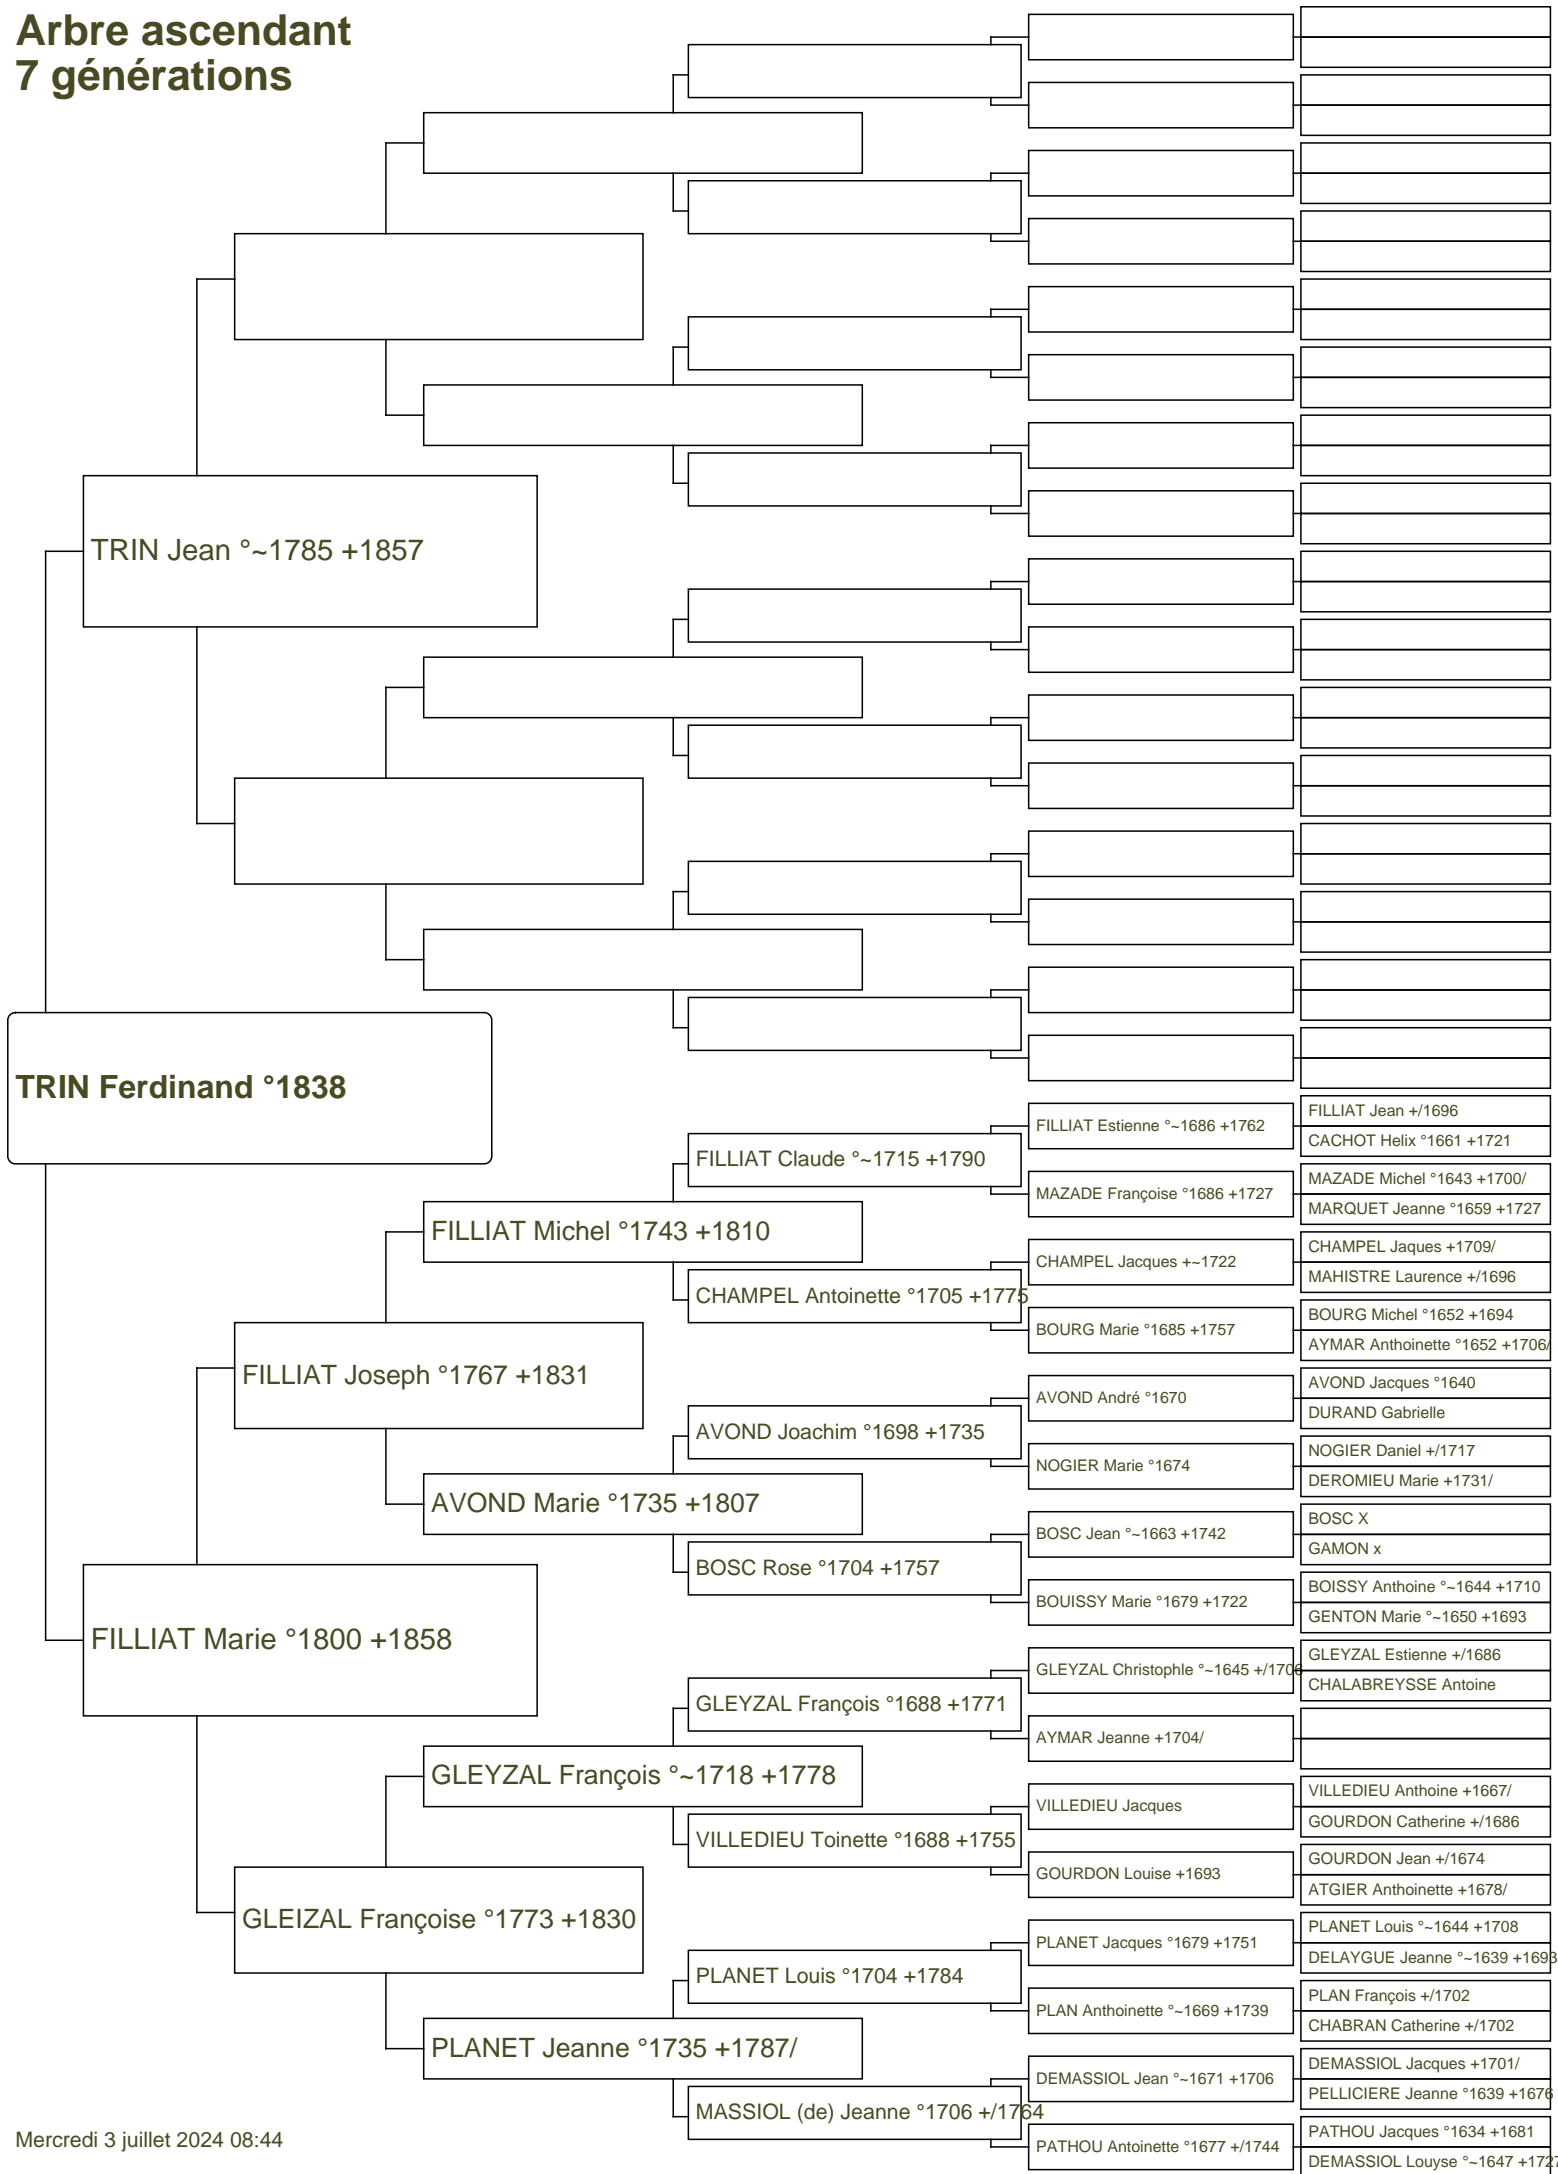 Arbre ascendant
7 générations
TRIN Jean °~1785 +1857
TRIN Ferdinand °1838
FILLIAT Jean +/1696
FILLIAT Estienne °~1686 +1762
CACHOT Helix °1661 +1721
FILLIAT Claude °~1715 +1790
MAZADE Michel °1643 +1700/
MAZADE Françoise °1686 +1727
MARQUET Jeanne °1659 +1727
FILLIAT Michel °1743 +1810
CHAMPEL Jaques +1709/
CHAMPEL Jacques +~1722
MAHISTRE Laurence +/1696
CHAMPEL Antoinette °1705 +1775
BOURG Michel °1652 +1694
BOURG Marie °1685 +1757
AYMAR Anthoinette °1652 +1706/
FILLIAT Joseph °1767 +1831
AVOND Jacques °1640
AVOND André °1670
DURAND Gabrielle
AVOND Joachim °1698 +1735
NOGIER Daniel +/1717
NOGIER Marie °1674
DEROMIEU Marie +1731/
AVOND Marie °1735 +1807
BOSC X
BOSC Jean °~1663 +1742
GAMON x
BOSC Rose °1704 +1757
BOISSY Anthoine °~1644 +1710
BOUISSY Marie °1679 +1722
GENTON Marie °~1650 +1693
FILLIAT Marie °1800 +1858
GLEYZAL Estienne +/1686
GLEYZAL Christophle °~1645 +/1706
CHALABREYSSE Antoine
GLEYZAL François °1688 +1771
AYMAR Jeanne +1704/
GLEYZAL François °~1718 +1778
VILLEDIEU Anthoine +1667/
VILLEDIEU Jacques
GOURDON Catherine +/1686
VILLEDIEU Toinette °1688 +1755
GOURDON Jean +/1674
GOURDON Louise +1693
ATGIER Anthoinette +1678/
GLEIZAL Françoise °1773 +1830
PLANET Louis °~1644 +1708
PLANET Jacques °1679 +1751
DELAYGUE Jeanne °~1639 +1693
PLANET Louis °1704 +1784
PLAN François +/1702
PLAN Anthoinette °~1669 +1739
CHABRAN Catherine +/1702
PLANET Jeanne °1735 +1787/
DEMASSIOL Jacques +1701/
DEMASSIOL Jean °~1671 +1706
PELLICIERE Jeanne °1639 +1676
MASSIOL (de) Jeanne °1706 +/1764
PATHOU Jacques °1634 +1681
PATHOU Antoinette °1677 +/1744
DEMASSIOL Louyse °~1647 +1727
Mercredi 3 juillet 2024 08:44